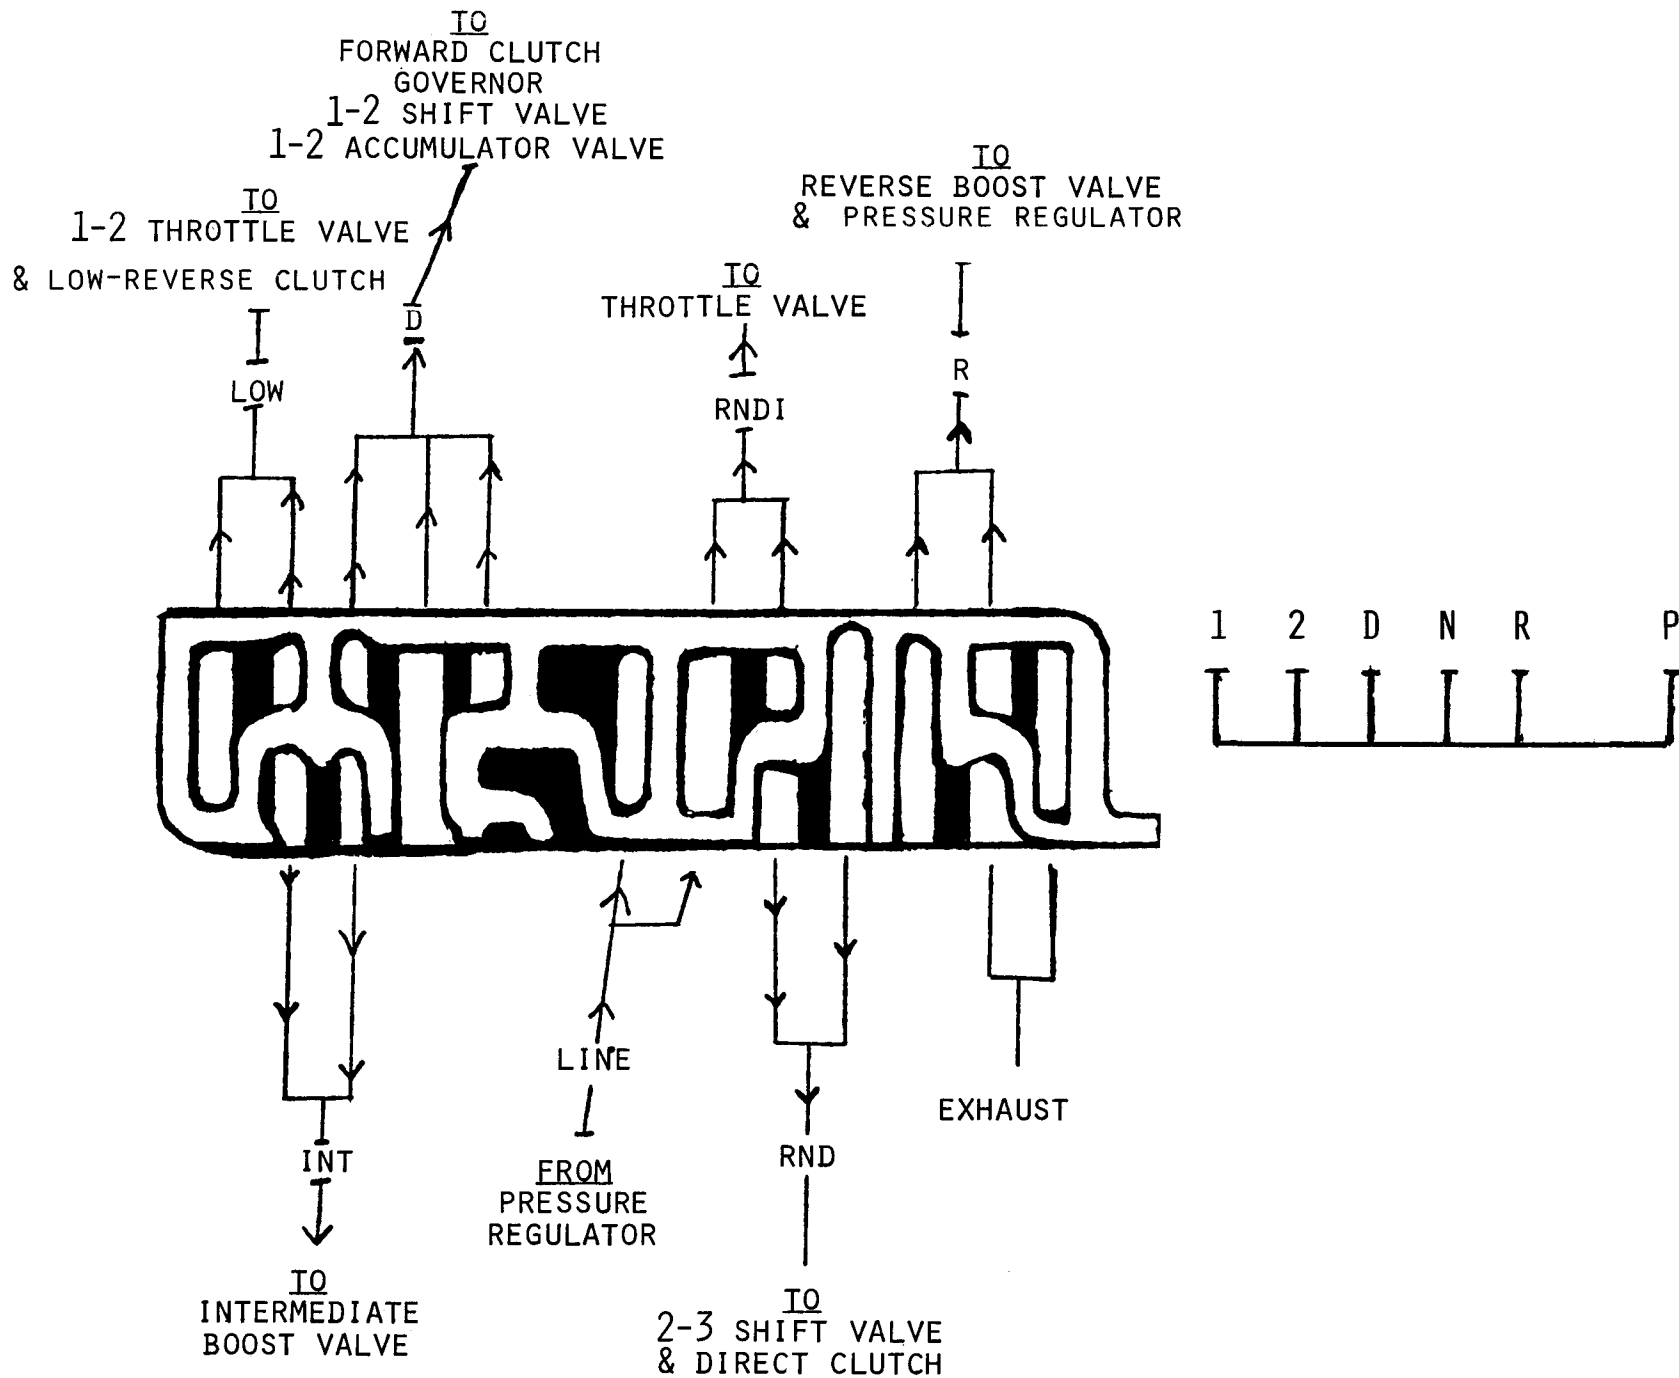 TO
FORWARD CLUTCH
GOVERNOR
1-2 SHIFT VALVE
1-2 ACCUMULATOR VALVE
TO
1-2 THROTTLE VALVE
& LOW-REVERSE CLUTCH
D
LOW
TO
THROTTLE VALVE
RNDI
TO
REVERSE BOOST VALVE
& PRESSURE REGULATOR
R
1 2 D N R P
INT
TO
INTERMEDIATE
BOOST VALVE
LINE
FROM
PRESSURE
REGULATOR
RND
TO
2-3 SHIFT VALVE
& DIRECT CLUTCH
EXHAUST